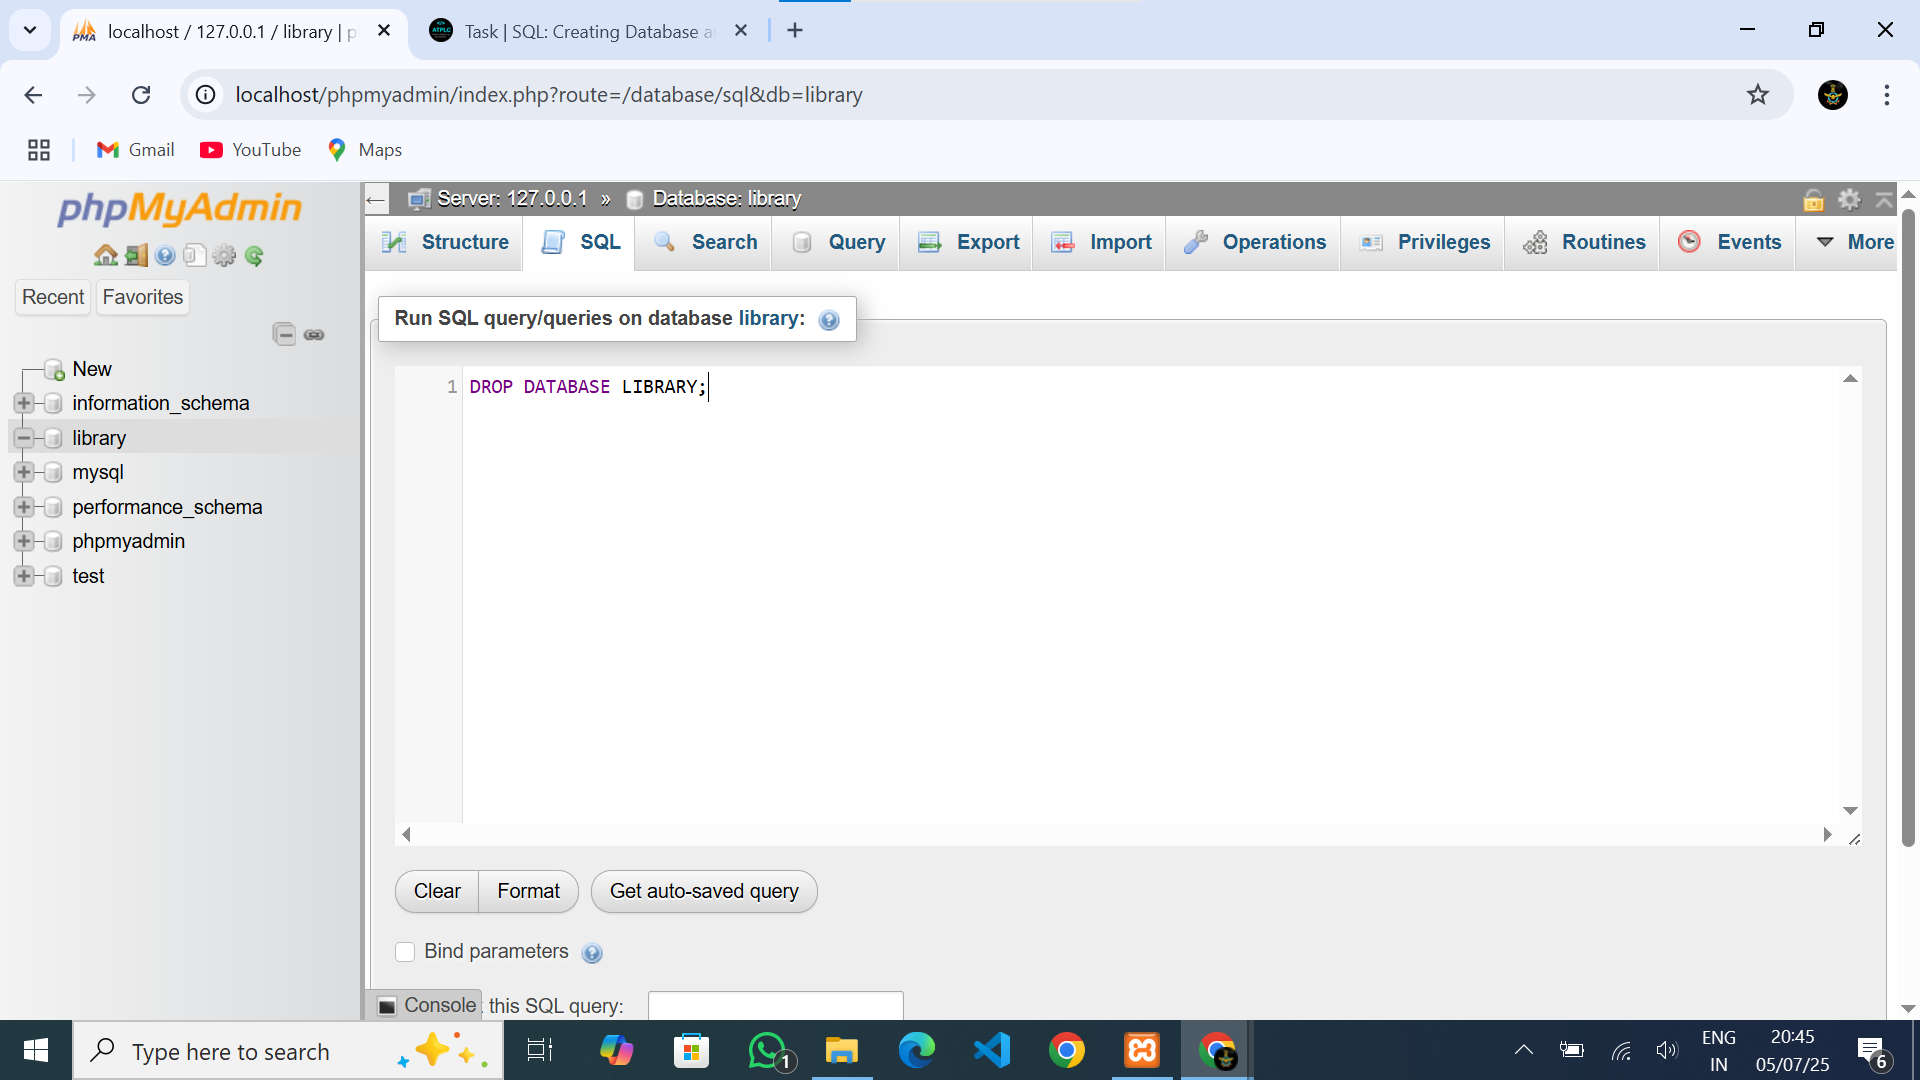 localhost / 127.0.0.1 / library | p
Task | SQL: Creating Database a
localhost/phpmyadmin/index.php?route=/database/sql&db=library
Gmail
YouTube
Maps
phpMyAdmin
Recent
Favorites
New
information_schema
library
mysql
performance_schema
phpmyadmin
test
Server: 127.0.0.1 » Database: library
Structure
SQL
Search
Query
Export
Import
Operations
Privileges
Routines
Events
More
Run SQL query/queries on database library:
1 DROP DATABASE LIBRARY;
Clear
Format
Get auto-saved query
Bind parameters
Console
this SQL query:
Type here to search
1
ENG
IN
20:45
05/07/25
6